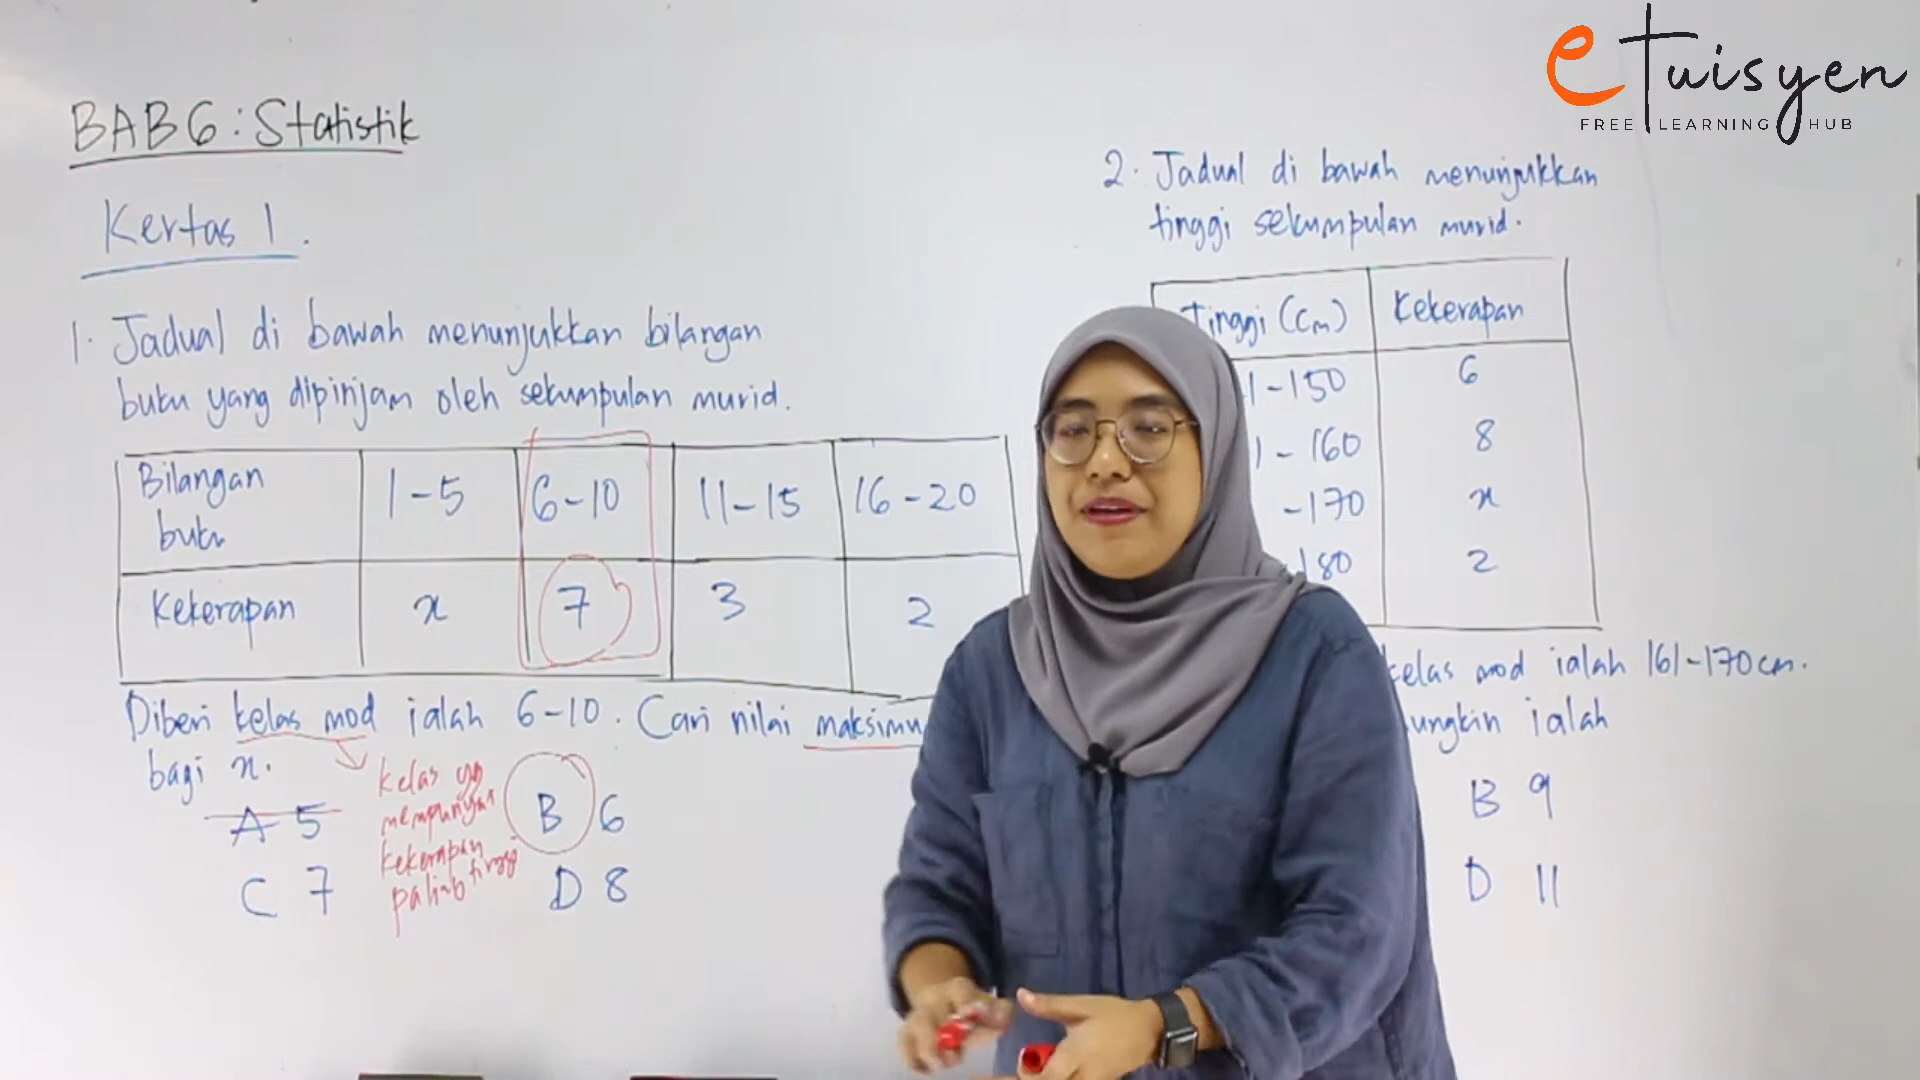 eTuisyen
FREE LEARNING HUB
BAB 6 : Statistik
Kertas 1.
1. Jadual di bawah menunjukkan bilangan
buku yang dipinjam oleh sekumpulan murid.
Bilangan buku 1-5 6-10 11-15 16-20
Kekerapan x 7 3 2
Diberi kelas mod ialah 6-10. Cari nilai
bagi x.
kelas yg
mempunyai
kekerapan
paling tinggi
A 5 B 6
C 7 D 8
2. Jadual di bawah menunjukkan
tinggi sekumpulan murid.
Tinggi (cm) Kekerapan
-150 6
- 160 8
-170 x
180 2
kelas mod ialah 161-170 cm.
ialah
B 9
D 11